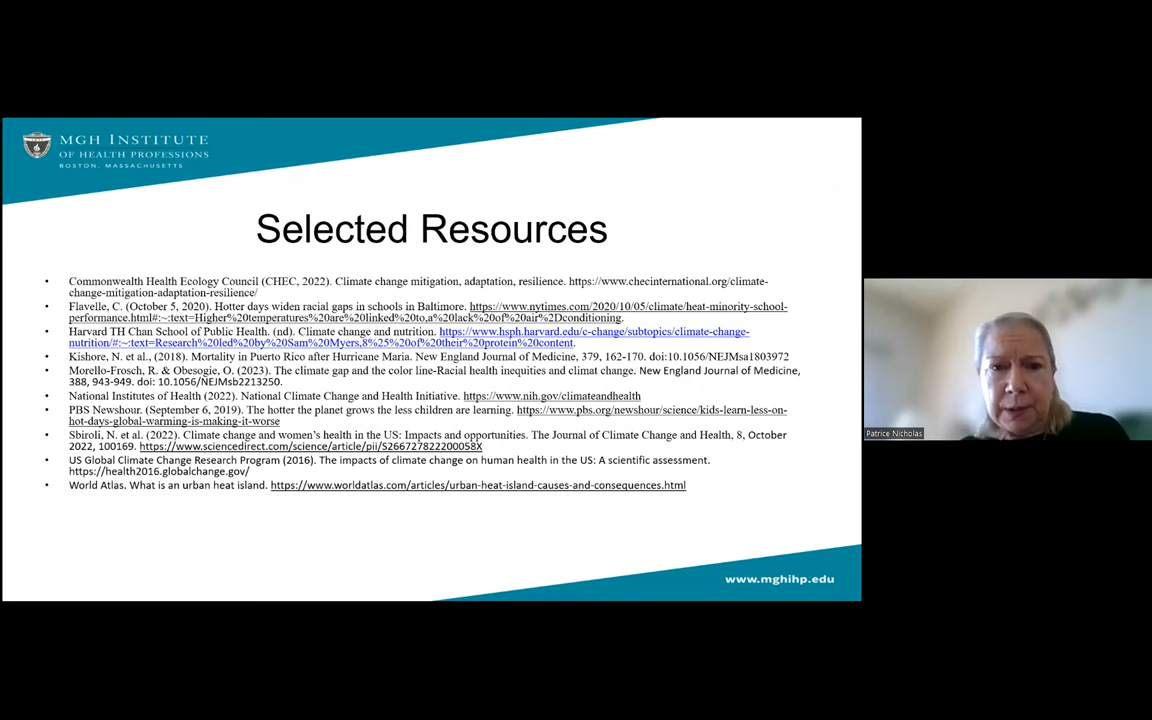 MGH INSTITUTE
OF HEALTH PROFESSIONS
BOSTON, MASSACHUSETTS
Selected Resources
• Commonwealth Health Ecology Council (CHEC, 2022). Climate change mitigation, adaptation, resilience. https://www.checinternational.org/climate-
change-mitigation-adaptation-resilience/
• Flavelle, C. (October 5, 2020). Hotter days widen racial gaps in schools in Baltimore. https://www.nytimes.com/2020/10/05/climate/heat-minority-school-
performance.html#:~:text=Higher%20temperatures%20are%20linked%20to,a%20lack%20of%20air%2Dconditioning.
• Harvard TH Chan School of Public Health. (nd). Climate change and nutrition. https://www.hsph.harvard.edu/c-change/subtopics/climate-change-
nutrition/#:~:text=Research%20led%20by%20Sam%20Myers,8%25%20of%20their%20protein%20content.
• Kishore, N. et al., (2018). Mortality in Puerto Rico after Hurricane Maria. New England Journal of Medicine, 379, 162-170. doi:10.1056/NEJMsa1803972
• Morello-Frosch, R. & Obesogie, O. (2023). The climate gap and the color line-Racial health inequities and climat change. New England Journal of Medicine,
388, 943-949. doi: 10.1056/NEJMsb2213250.
• National Institutes of Health (2022). National Climate Change and Health Initiative. https://www.nih.gov/climateandhealth
• PBS Newshour. (September 6, 2019). The hotter the planet grows the less children are learning. https://www.pbs.org/newshour/science/kids-learn-less-on-
hot-days-global-warming-is-making-it-worse
• Sbiroli, N. et al. (2022). Climate change and women's health in the US: Impacts and opportunities. The Journal of Climate Change and Health, 8, October
2022, 100169. https://www.sciencedirect.com/science/article/pii/S266727822200058X
• US Global Climate Change Research Program (2016). The impacts of climate change on human health in the US: A scientific assessment.
https://health2016.globalchange.gov/
• World Atlas. What is an urban heat island. https://www.worldatlas.com/articles/urban-heat-island-causes-and-consequences.html
www.mghihp.edu
Patrice Nicholas